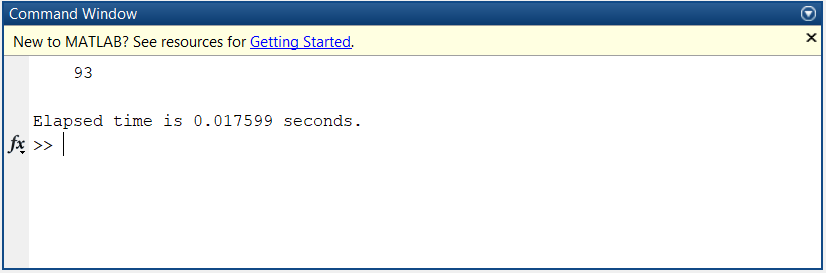 Command Window
New to MATLAB? See resources for Getting Started.
93
Elapsed time is 0.017599 seconds.
fx >>